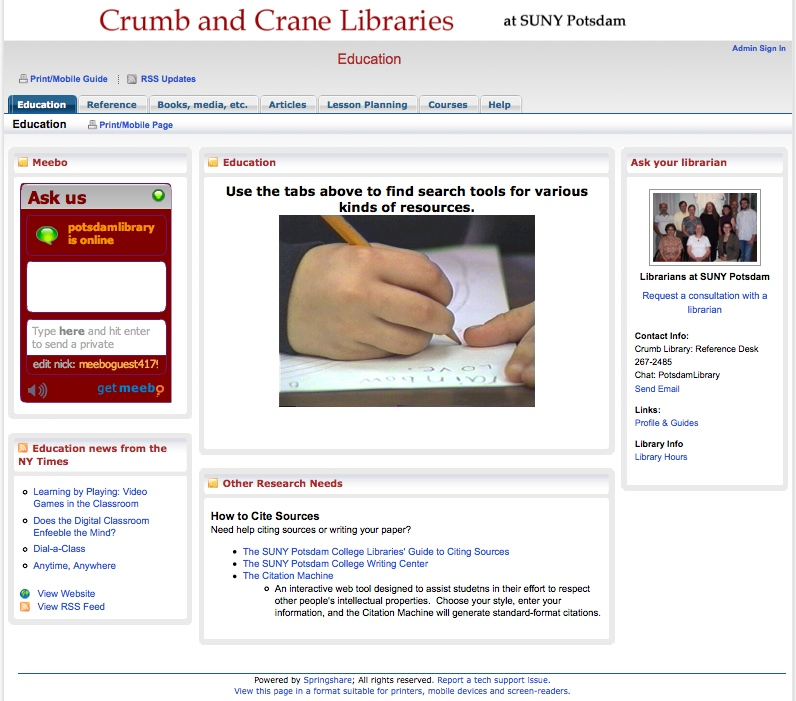 Crumb and Crane Libraries at SUNY Potsdam
Admin Sign In
Education
Print/Mobile Guide
RSS Updates
Education
Reference
Books, media, etc.
Articles
Lesson Planning
Courses
Help
Education
Print/Mobile Page
Meebo
Ask us
potsdamlibrary
is online
Type here and hit enter
to send a private
edit nick: meeboguest417
get meebo
Education news from the
NY Times
Learning by Playing: Video
Games in the Classroom
Does the Digital Classroom
Enfeeble the Mind?
Dial-a-Class
Anytime, Anywhere
View Website
View RSS Feed
Education
Use the tabs above to find search tools for various
kinds of resources.
LOVE.
rainbow
Other Research Needs
How to Cite Sources
Need help citing sources or writing your paper?
The SUNY Potsdam College Libraries' Guide to Citing Sources
The SUNY Potsdam College Writing Center
The Citation Machine
An interactive web tool designed to assist studetns in their effort to respect
other people's intellectual properties. Choose your style, enter your
information, and the Citation Machine will generate standard-format citations.
Ask your librarian
Librarians at SUNY Potsdam
Request a consultation with a
librarian
Contact Info:
Crumb Library: Reference Desk
267-2485
Chat: PotsdamLibrary
Send Email
Links:
Profile & Guides
Library Info
Library Hours
Powered by Springshare; All rights reserved. Report a tech support issue.
View this page in a format suitable for printers, mobile devices and screen-readers.